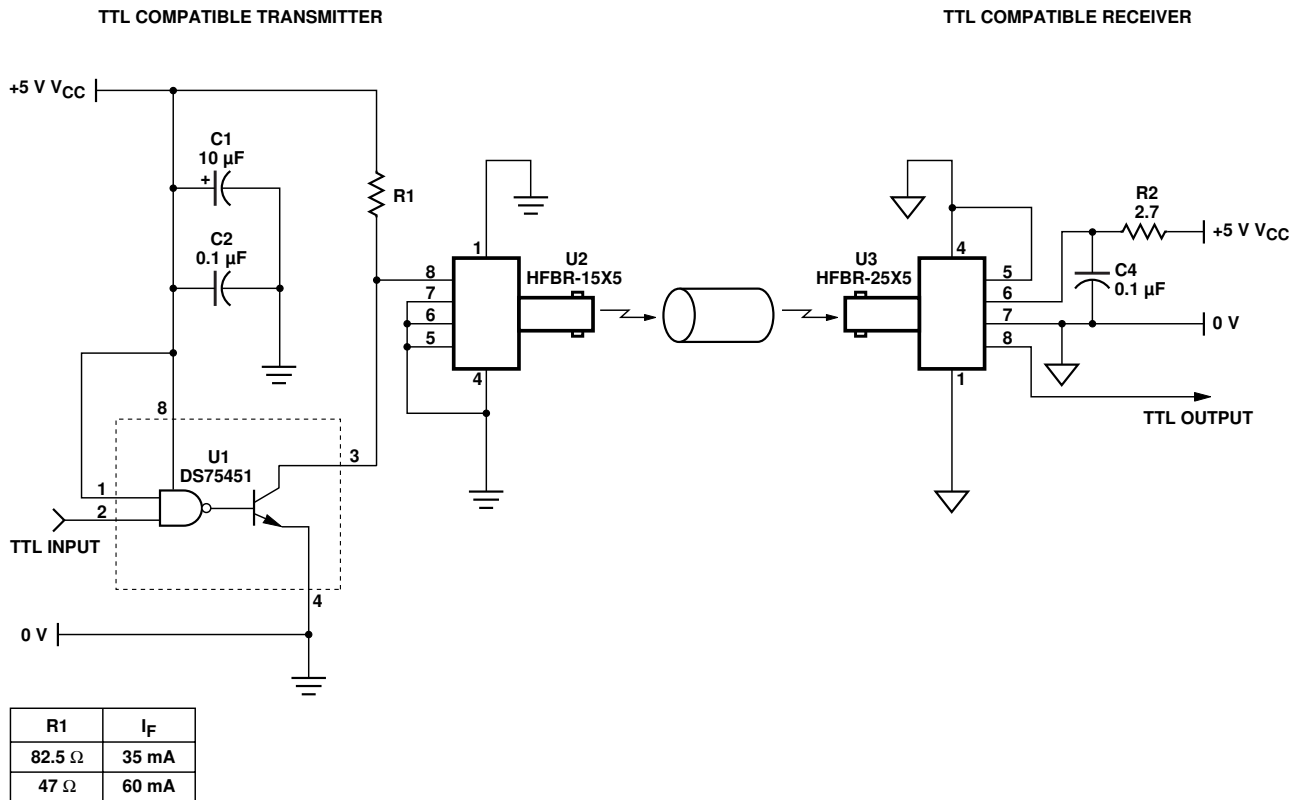 TTL COMPATIBLE TRANSMITTER
TTL COMPATIBLE RECEIVER
+5 V VCC
C1
10 µF
+
C2
0.1 µF
R1
1
8
7
6
5
4
U2
HFBR-15X5
U3
HFBR-25X5
4
5
6
7
8
1
R2
2.7
+5 V VCC
C4
0.1 µF
0 V
TTL OUTPUT
8
U1
DS75451
3
1
2
TTL INPUT
4
0 V
R1 IF
82.5 Ω 35 mA
47 Ω 60 mA